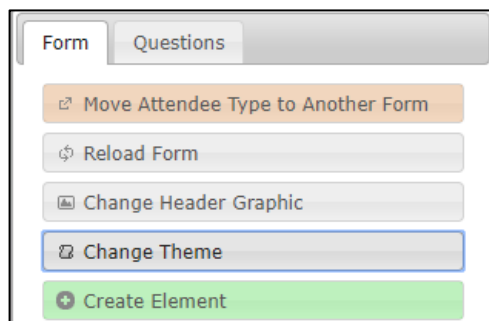 Form Questions
Move Attendee Type to Another Form
Reload Form
Change Header Graphic
Change Theme
Create Element